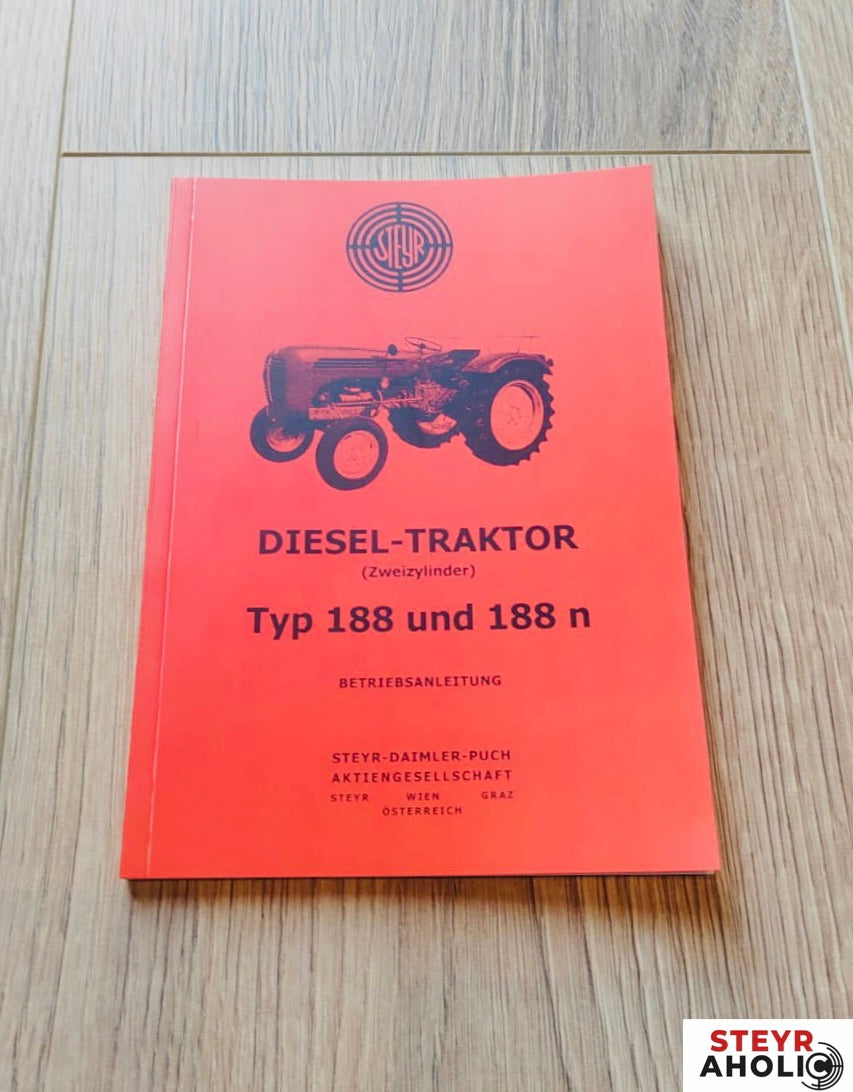 STEYR
DIESEL-TRAKTOR
(Zweizylinder)
Typ 188 und 188 n
BETRIEBSANLEITUNG
STEYR-DAIMLER-PUCH
AKTIENGESELLSCHAFT
STEYR WIEN GRAZ
ÖSTERREICH
STEYR
AHOLIC